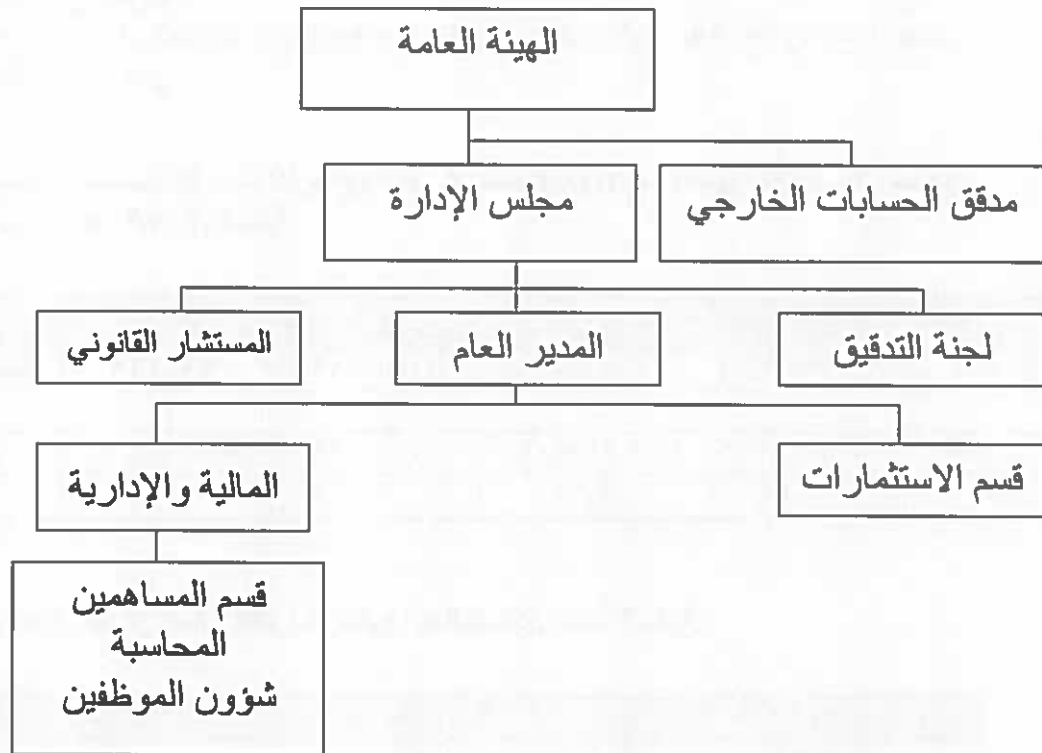 الهيئة العامة
مدقق الحسابات الخارجي
مجلس الإدارة
لجنة التدقيق
المدير العام
المستشار القانوني
قسم الاستثمارات
المالية والإدارية
قسم المساهمين
المحاسبة
شؤون الموظفين